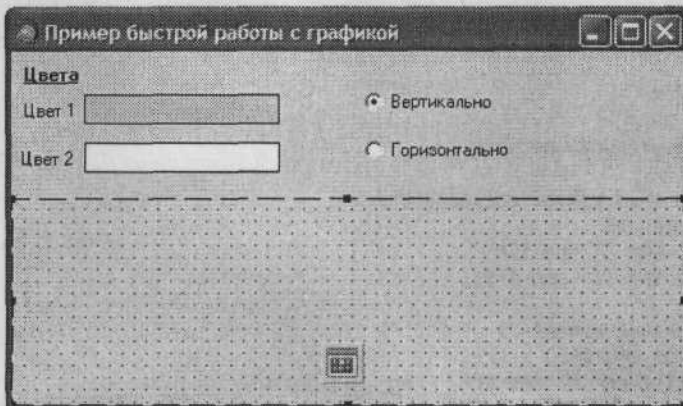 Пример быстрой работы с графикой
Цвета
Цвет 1
Вертикально
Цвет 2
Горизонтально